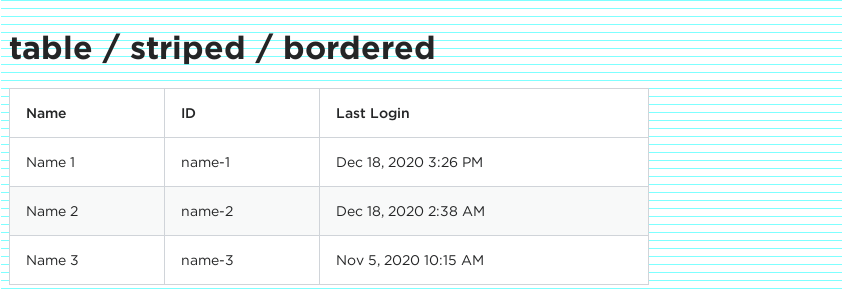 table / striped / bordered
Name ID Last Login
Name 1 name-1 Dec 18, 2020 3:26 PM
Name 2 name-2 Dec 18, 2020 2:38 AM
Name 3 name-3 Nov 5, 2020 10:15 AM